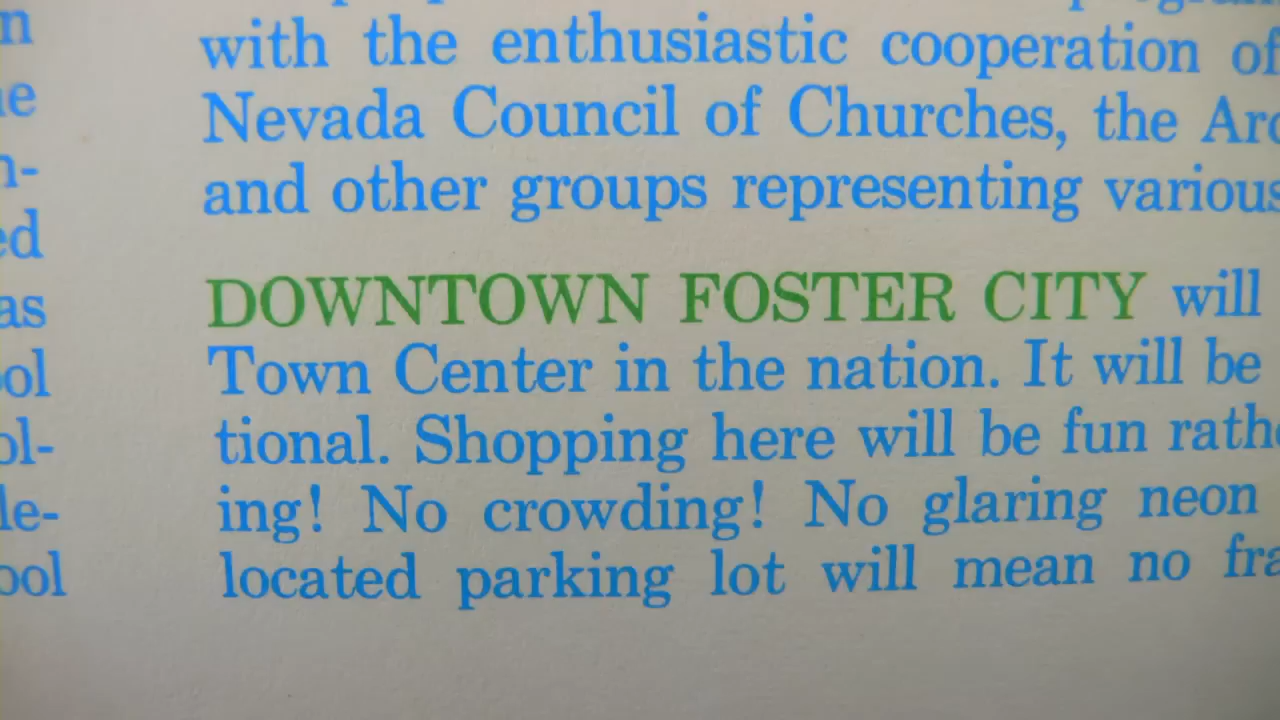 with the enthusiastic cooperation of
Nevada Council of Churches, the
and other groups representing various
DOWNTOWN FOSTER CITY will
Town Center in the nation. It will be
tional. Shopping here will be fun
ing! No crowding! No glaring neon
located parking lot will mean no